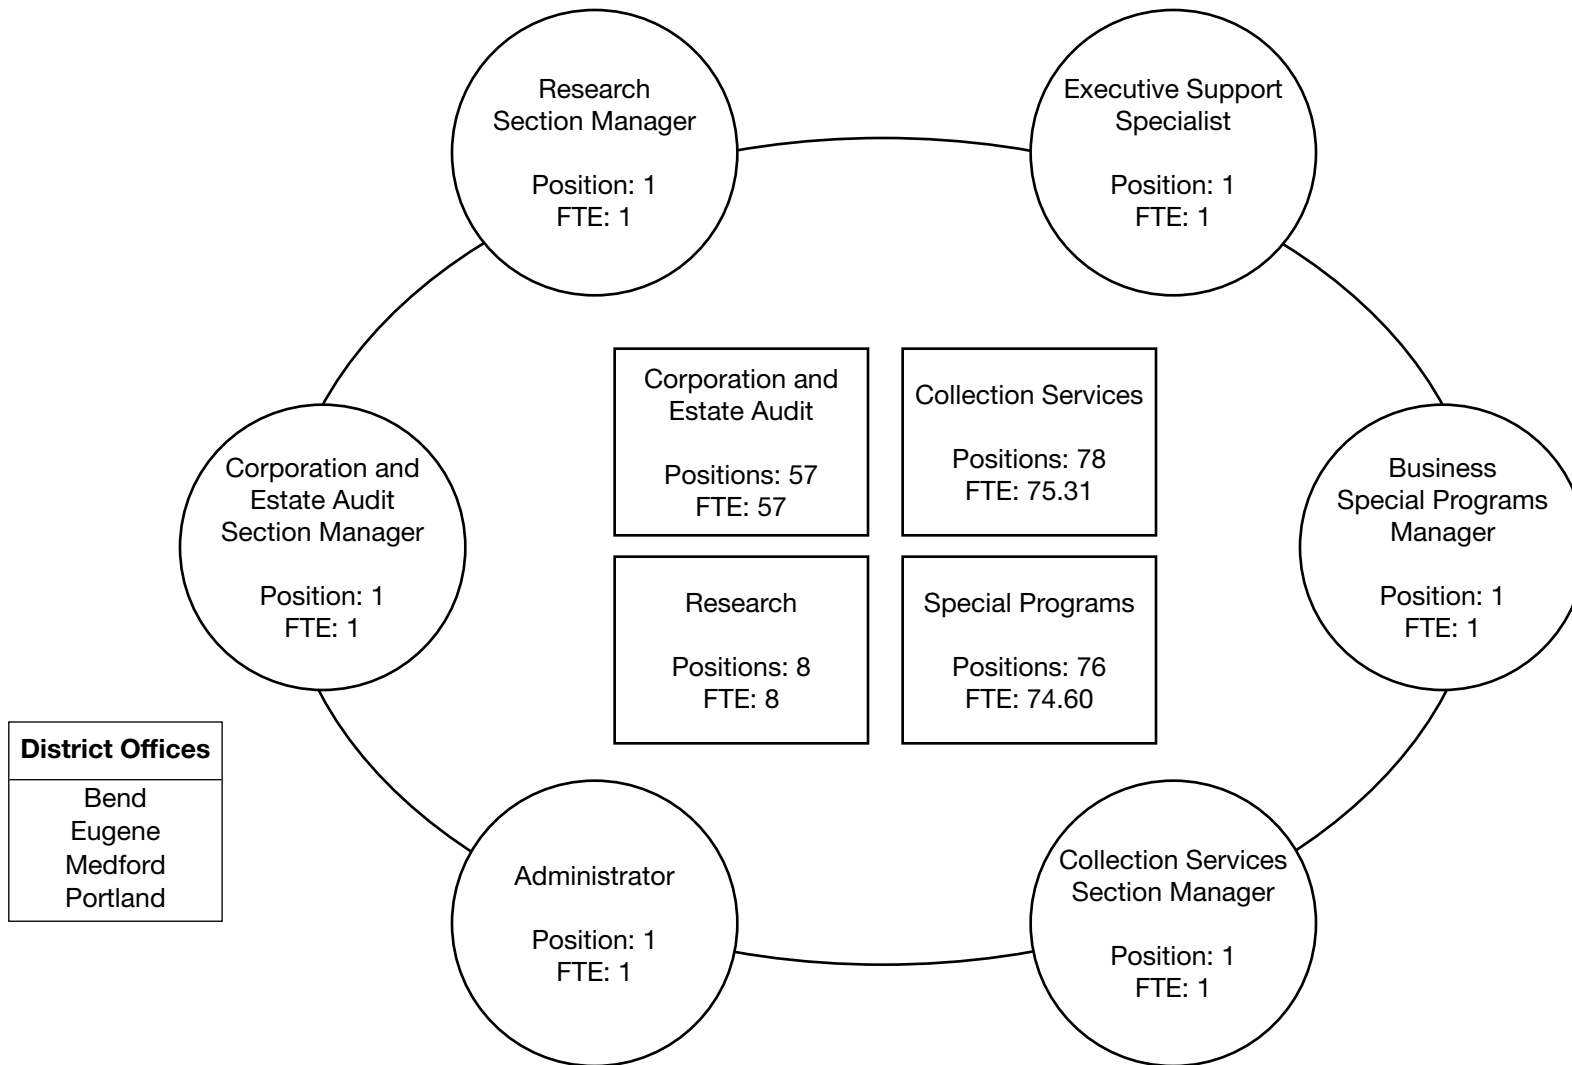 Research
Section Manager
Position: 1
FTE: 1
Executive Support
Specialist
Position: 1
FTE: 1
Corporation and
Estate Audit
Positions: 57
FTE: 57
Collection Services
Positions: 78
FTE: 75.31
Corporation and
Estate Audit
Section Manager
Position: 1
FTE: 1
Business
Special Programs
Manager
Position: 1
FTE: 1
Research
Positions: 8
FTE: 8
Special Programs
Positions: 76
FTE: 74.60
District Offices
Bend
Eugene
Medford
Portland
Administrator
Position: 1
FTE: 1
Collection Services
Section Manager
Position: 1
FTE: 1